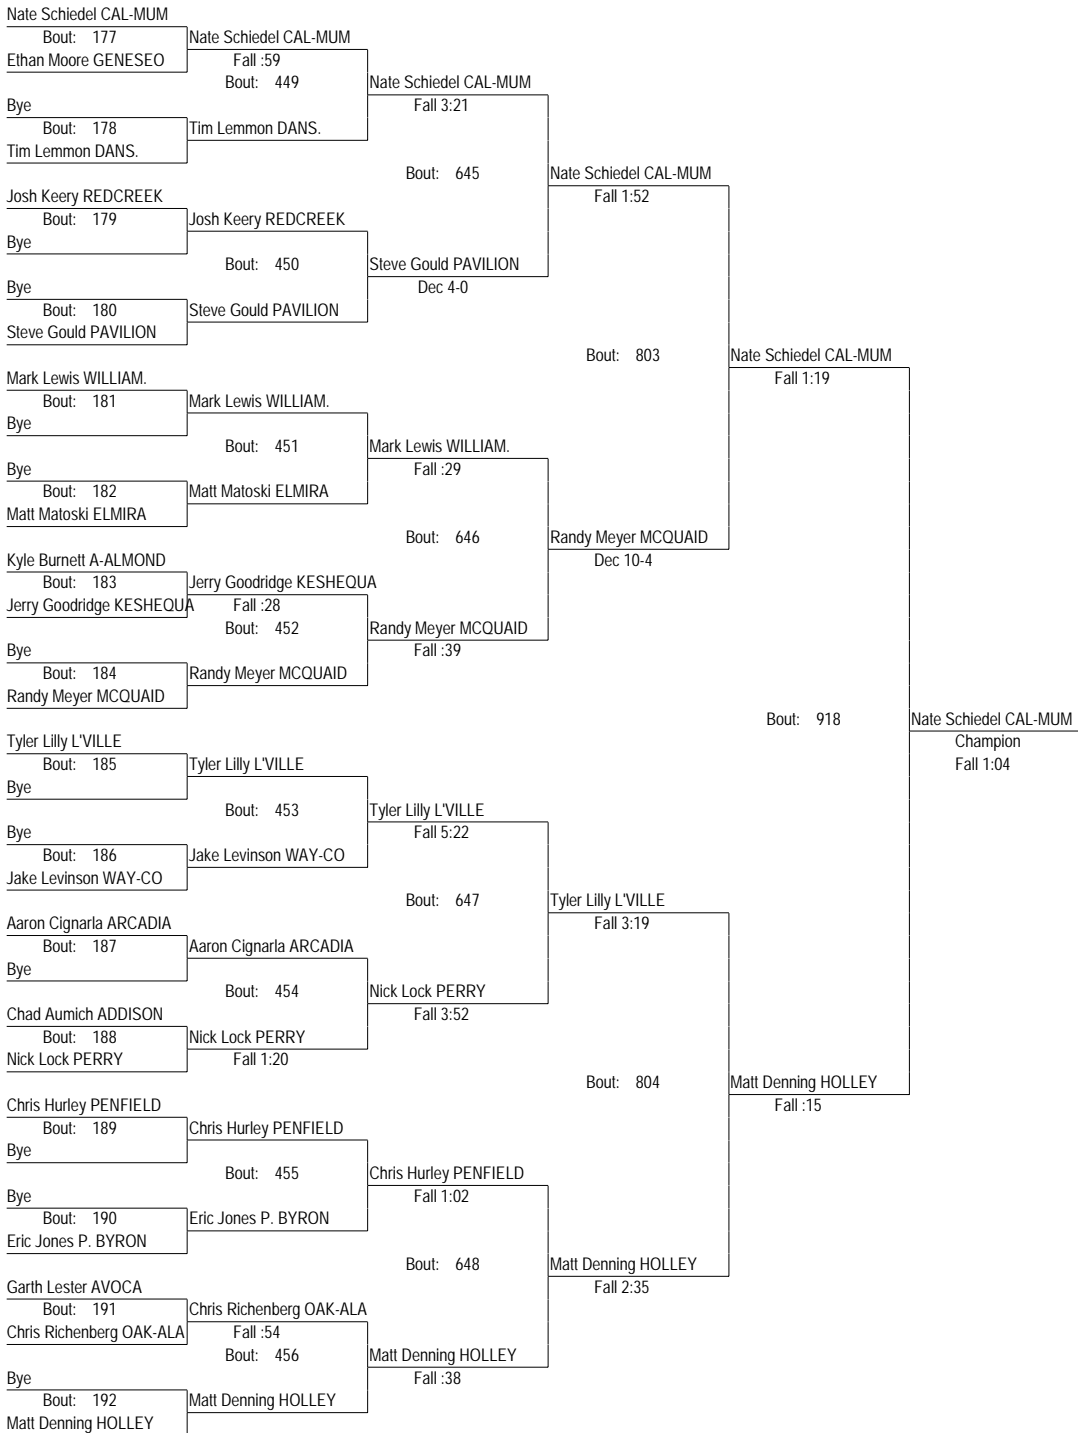 Nate Schiedel CAL-MUM
Bout: 177
Nate Schiedel CAL-MUM
Ethan Moore GENESEO
Fall :59
Bout: 449
Nate Schiedel CAL-MUM
Bye
Fall 3:21
Bout: 178
Tim Lemmon DANS.
Tim Lemmon DANS.
Bout: 645
Nate Schiedel CAL-MUM
Josh Keery REDCREEK
Fall 1:52
Bout: 179
Josh Keery REDCREEK
Bye
Bout: 450
Steve Gould PAVILION
Bye
Dec 4-0
Bout: 180
Steve Gould PAVILION
Steve Gould PAVILION
Bout: 803
Nate Schiedel CAL-MUM
Mark Lewis WILLIAM.
Fall 1:19
Bout: 181
Mark Lewis WILLIAM.
Bye
Bout: 451
Mark Lewis WILLIAM.
Bye
Fall :29
Bout: 182
Matt Matoski ELMIRA
Matt Matoski ELMIRA
Bout: 646
Randy Meyer MCQUAID
Kyle Burnett A-ALMOND
Dec 10-4
Bout: 183
Jerry Goodridge KESHEQUA
Jerry Goodridge KESHEQUA
Fall :28
Bout: 452
Randy Meyer MCQUAID
Bye
Fall :39
Bout: 184
Randy Meyer MCQUAID
Randy Meyer MCQUAID
Bout: 918
Nate Schiedel CAL-MUM
Tyler Lilly L'VILLE
Champion
Bout: 185
Tyler Lilly L'VILLE
Fall 1:04
Bye
Bout: 453
Tyler Lilly L'VILLE
Bye
Fall 5:22
Bout: 186
Jake Levinson WAY-CO
Jake Levinson WAY-CO
Bout: 647
Tyler Lilly L'VILLE
Aaron Cignarla ARCADIA
Fall 3:19
Bout: 187
Aaron Cignarla ARCADIA
Bye
Bout: 454
Nick Lock PERRY
Chad Aumich ADDISON
Fall 3:52
Bout: 188
Nick Lock PERRY
Nick Lock PERRY
Fall 1:20
Bout: 804
Matt Denning HOLLEY
Chris Hurley PENFIELD
Fall :15
Bout: 189
Chris Hurley PENFIELD
Bye
Bout: 455
Chris Hurley PENFIELD
Bye
Fall 1:02
Bout: 190
Eric Jones P. BYRON
Eric Jones P. BYRON
Bout: 648
Matt Denning HOLLEY
Garth Lester AVOCA
Fall 2:35
Bout: 191
Chris Richenberg OAK-ALA
Chris Richenberg OAK-ALA
Fall :54
Bout: 456
Matt Denning HOLLEY
Bye
Fall :38
Bout: 192
Matt Denning HOLLEY
Matt Denning HOLLEY